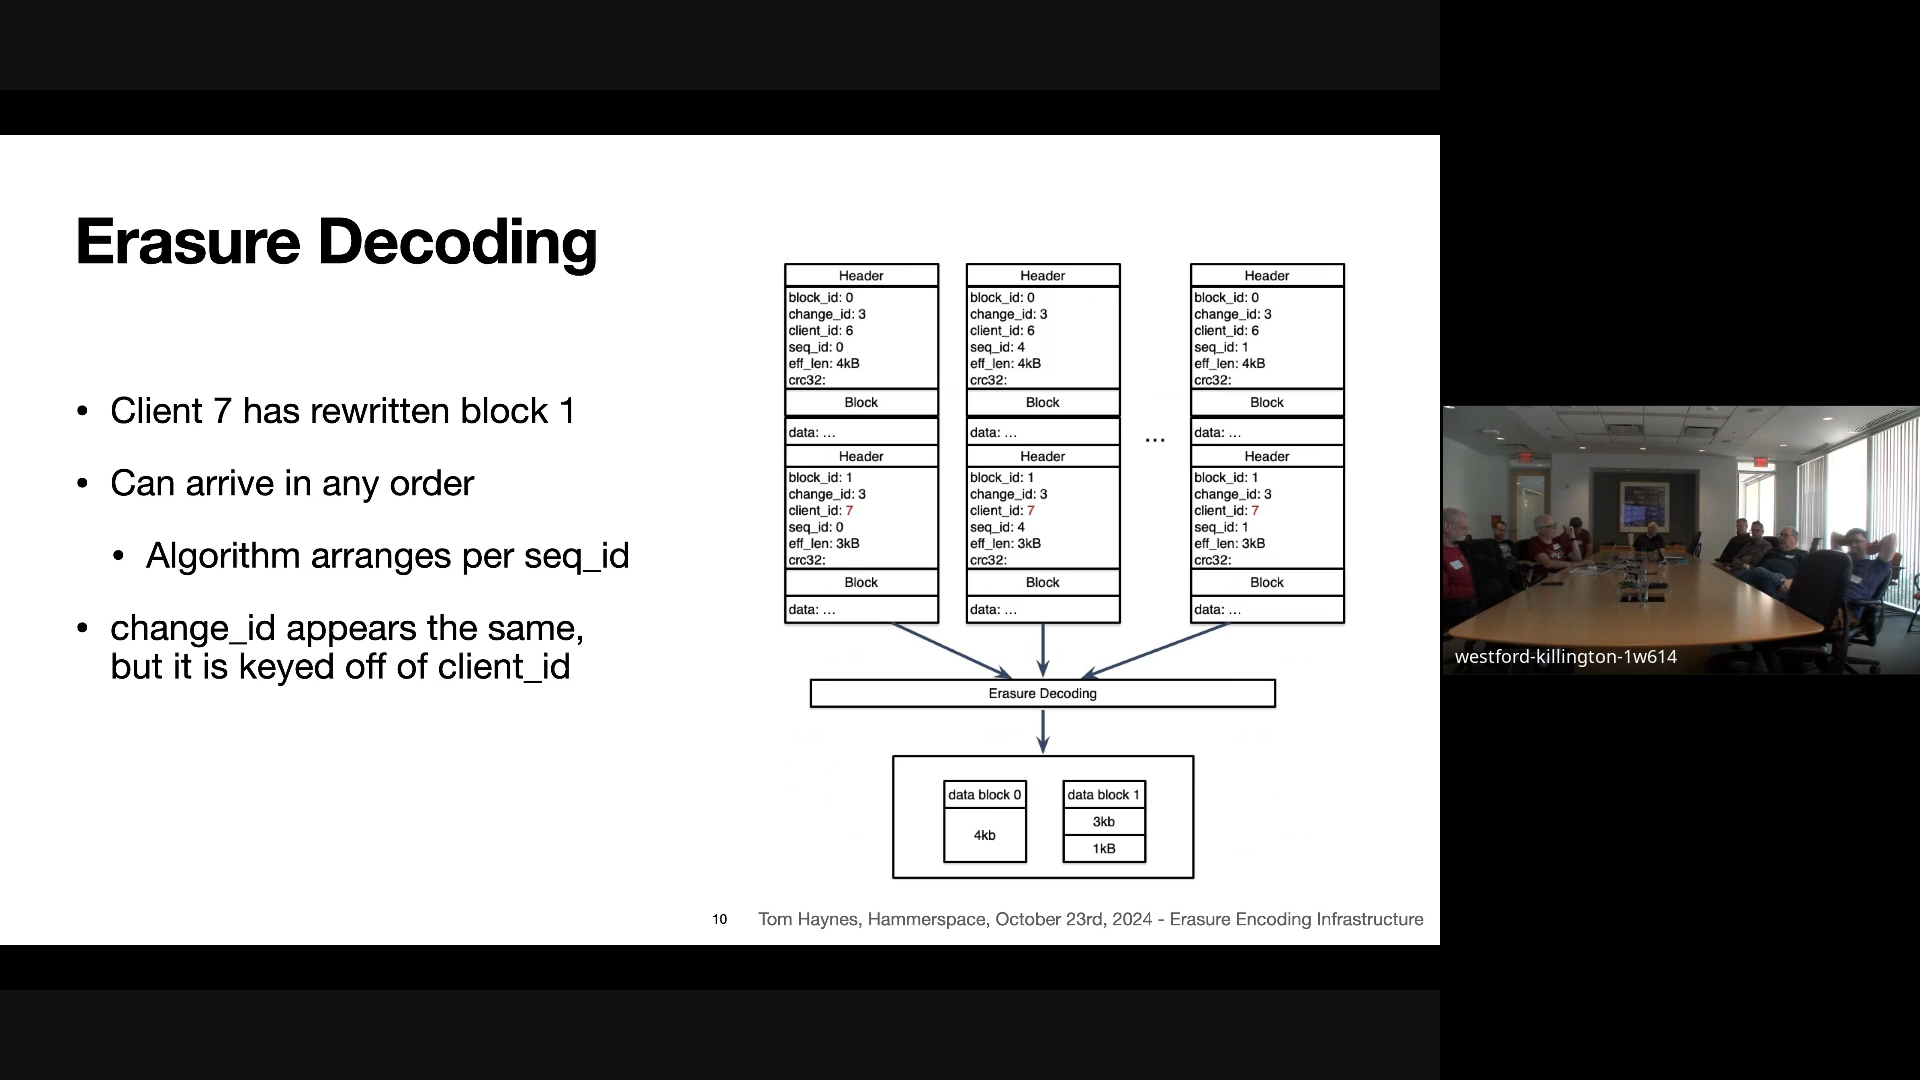 Erasure Decoding
• Client 7 has rewritten block 1
• Can arrive in any order
• Algorithm arranges per seq_id
• change_id appears the same,
but it is keyed off of client_id
Header
block_id: 0
change_id: 3
client_id: 6
seq_id: 0
eff_len: 4kB
crc32:
Block
data: ...
Header
block_id: 1
change_id: 3
client_id: 7
seq_id: 0
eff_len: 3kB
crc32:
Block
data: ...
Header
block_id: 0
change_id: 3
client_id: 6
seq_id: 4
eff_len: 4kB
crc32:
Block
data: ...
Header
block_id: 1
change_id: 3
client_id: 7
seq_id: 4
eff_len: 3kB
crc32:
Block
data: ...
...
Header
block_id: 0
change_id: 3
client_id: 6
seq_id: 1
eff_len: 4kB
crc32:
Block
data: ...
Header
block_id: 1
change_id: 3
client_id: 7
seq_id: 1
eff_len: 3kB
crc32:
Block
data: ...
Erasure Decoding
data block 0
4kb
data block 1
3kb
1kB
10 Tom Haynes, Hammerspace, October 23rd, 2024 - Erasure Encoding Infrastructure
westford-killington-1w614